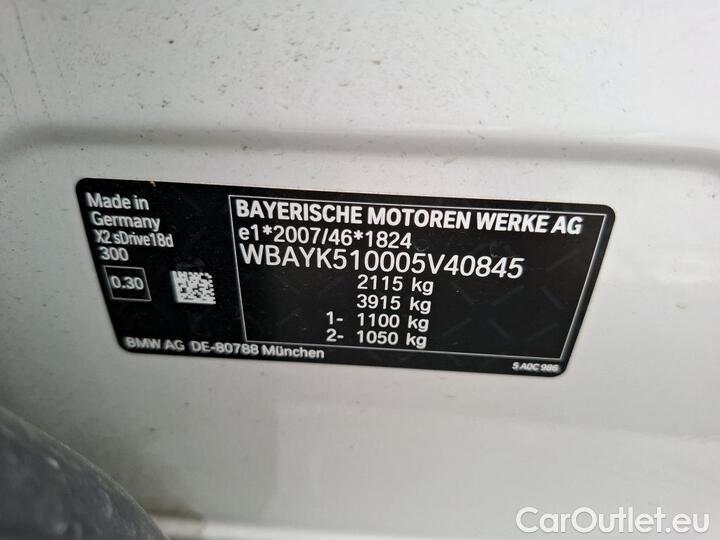 Made in
Germany
X2 sDrive18d
300
0.30
BAYERISCHE MOTOREN WERKE AG
e1*2007/46*1824
WBAYK510005V40845
2115 kg
3915 kg
1- 1100 kg
2- 1050 kg
BMW AG DE-80788 München
5 A0C 986
CarOutlet.eu